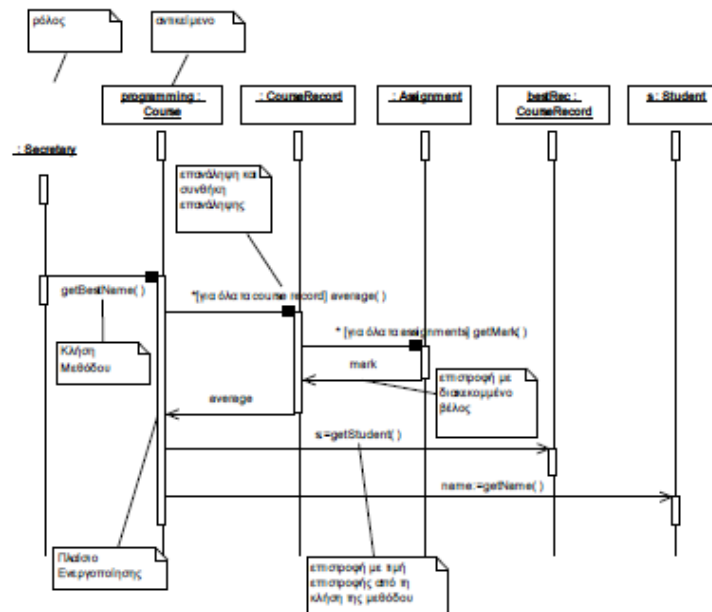 ρόλος
αντικείμενο
programming :
Course
: CourseRecord
: Assignment
bestRec :
CourseRecord
s : Student
: Secretary
επανάληψη και
συνθήκη
επανάληψης
getBestName( )
*[για όλα τα course record] average( )
* [για όλα τα assignments] getMark( )
Κλήση
Μεθόδου
mark
επιστροφή με
διακεκομμένο
βέλος
average
s:=getStudent( )
name:=getName( )
Πλαίσιο
Ενεργοποίησης
επιστροφή με τιμή
επιστροφής από τη
κλήση της μεθόδου